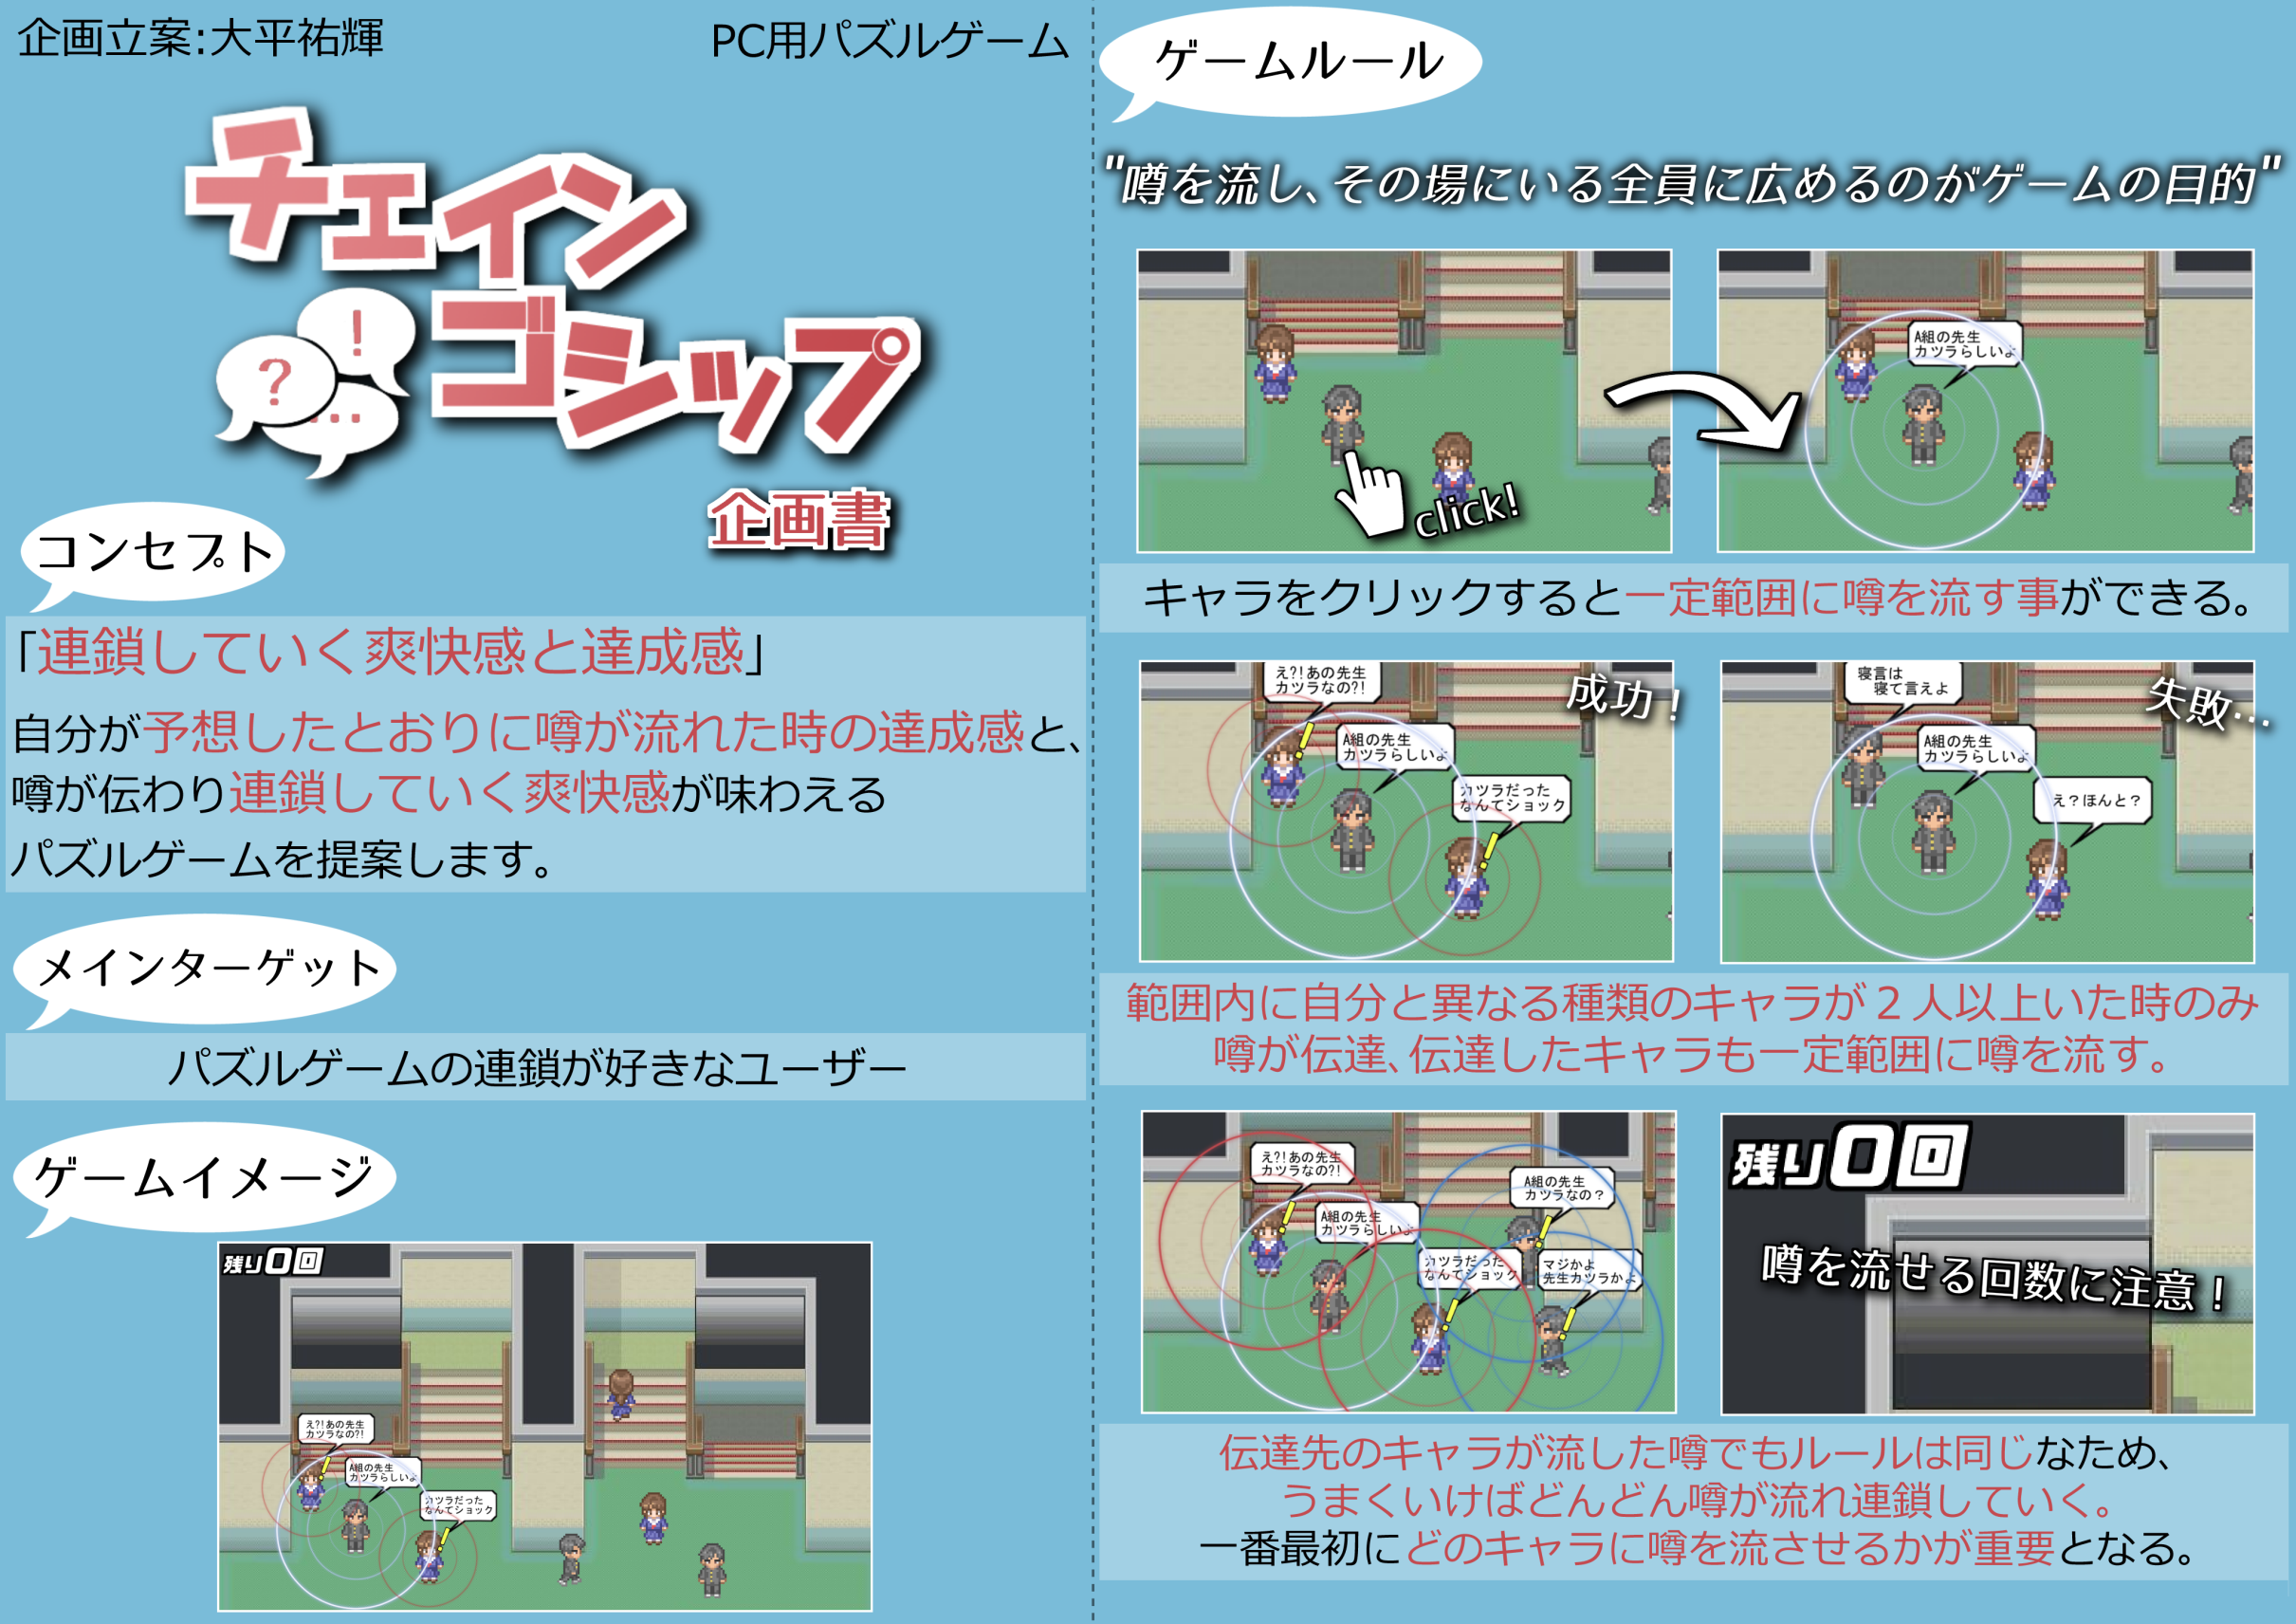 企画立案:大平祐輝
PC用パズルゲーム
チェイン
ゴシップ
!
?
..
企画書
コンセプト
「連鎖していく爽快感と達成感」
自分が予想したとおりに噂が流れた時の達成感と、
噂が伝わり連鎖していく爽快感が味わえる
パズルゲームを提案します。
メインターゲット
パズルゲームの連鎖が好きなユーザー
ゲームイメージ
残り0回
え?!あの先生
カツラなの?!
A組の先生
カツラらしいよ
カツラだった
なんてショック
ゲームルール
"噂を流し、その場にいる全員に広めるのがゲームの目的"
click!
A組の先生
カツラらしいよ
キャラをクリックすると一定範囲に噂を流す事ができる。
え?!あの先生
カツラなの?!
成功！
A組の先生
カツラらしいよ
カツラだった
なんてショック
寝言は
寝て言えよ
失敗…
A組の先生
カツラらしいよ
え？ほんと？
範囲内に自分と異なる種類のキャラが２人以上いた時のみ
噂が伝達、伝達したキャラも一定範囲に噂を流す。
え?!あの先生
カツラなの?!
A組の先生
カツラなの？
A組の先生
カツラらしいよ
カツラだった
なんてショック
マジかよ
先生カツラかよ
残り0回
噂を流せる回数に注意！
伝達先のキャラが流した噂でもルールは同じなため、
うまくいけばどんどん噂が流れ連鎖していく。
一番最初にどのキャラに噂を流させるかが重要となる。